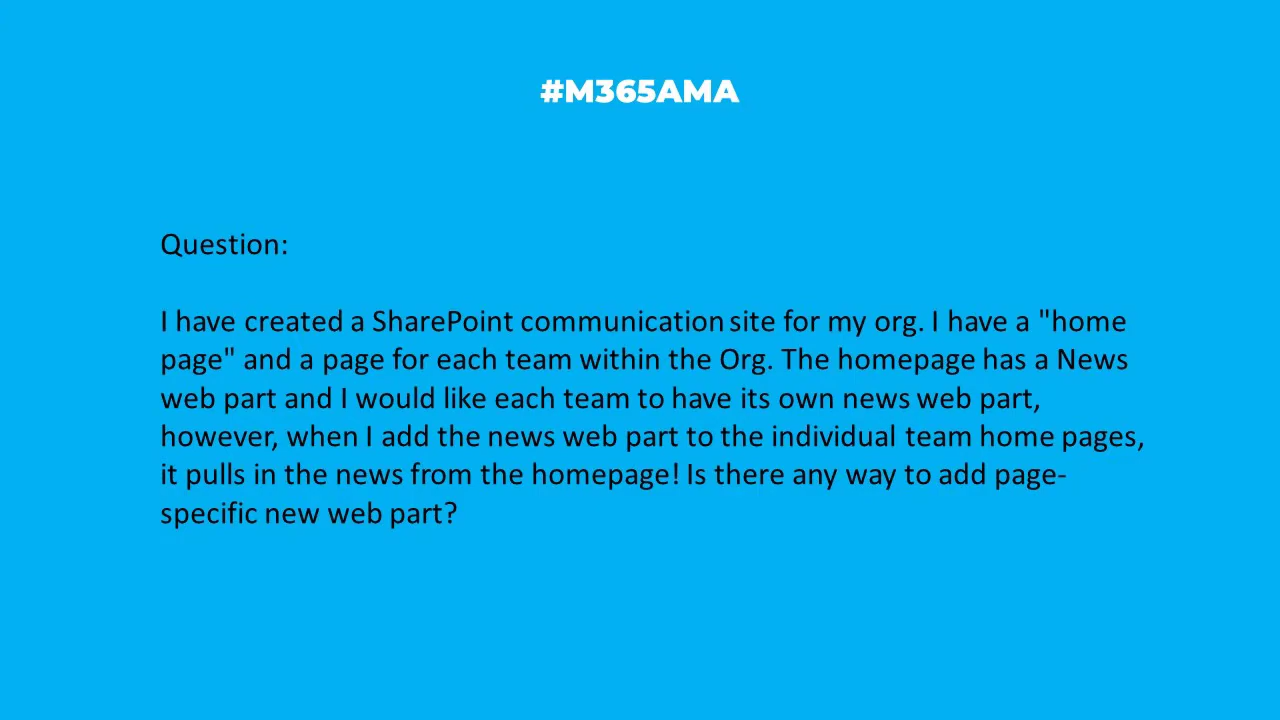 #M365AMA
Question:
I have created a SharePoint communication site for my org. I have a "home
page" and a page for each team within the Org. The homepage has a News
web part and I would like each team to have its own news web part,
however, when I add the news web part to the individual team home pages,
it pulls in the news from the homepage! Is there any way to add page-
specific new web part?